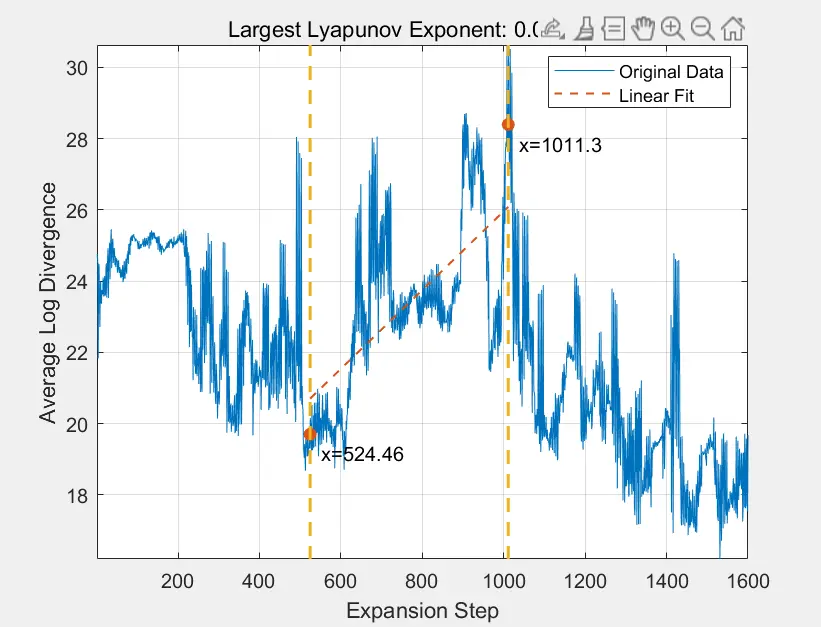 Largest Lyapunov Exponent: 0.0
Original Data
Linear Fit
x=1011.3
x=524.46
Average Log Divergence
30
28
26
24
22
20
18
200 400 600 800 1000 1200 1400 1600
Expansion Step